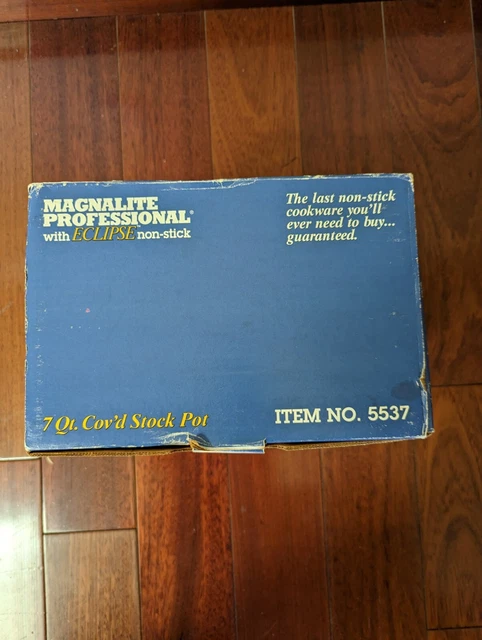 MAGNALITE
PROFESSIONAL®
with ECLIPSE™ non-stick
The last non-stick
cookware you'll
ever need to buy...
guaranteed.
7 Qt. Cov'd Stock Pot
ITEM NO. 5537